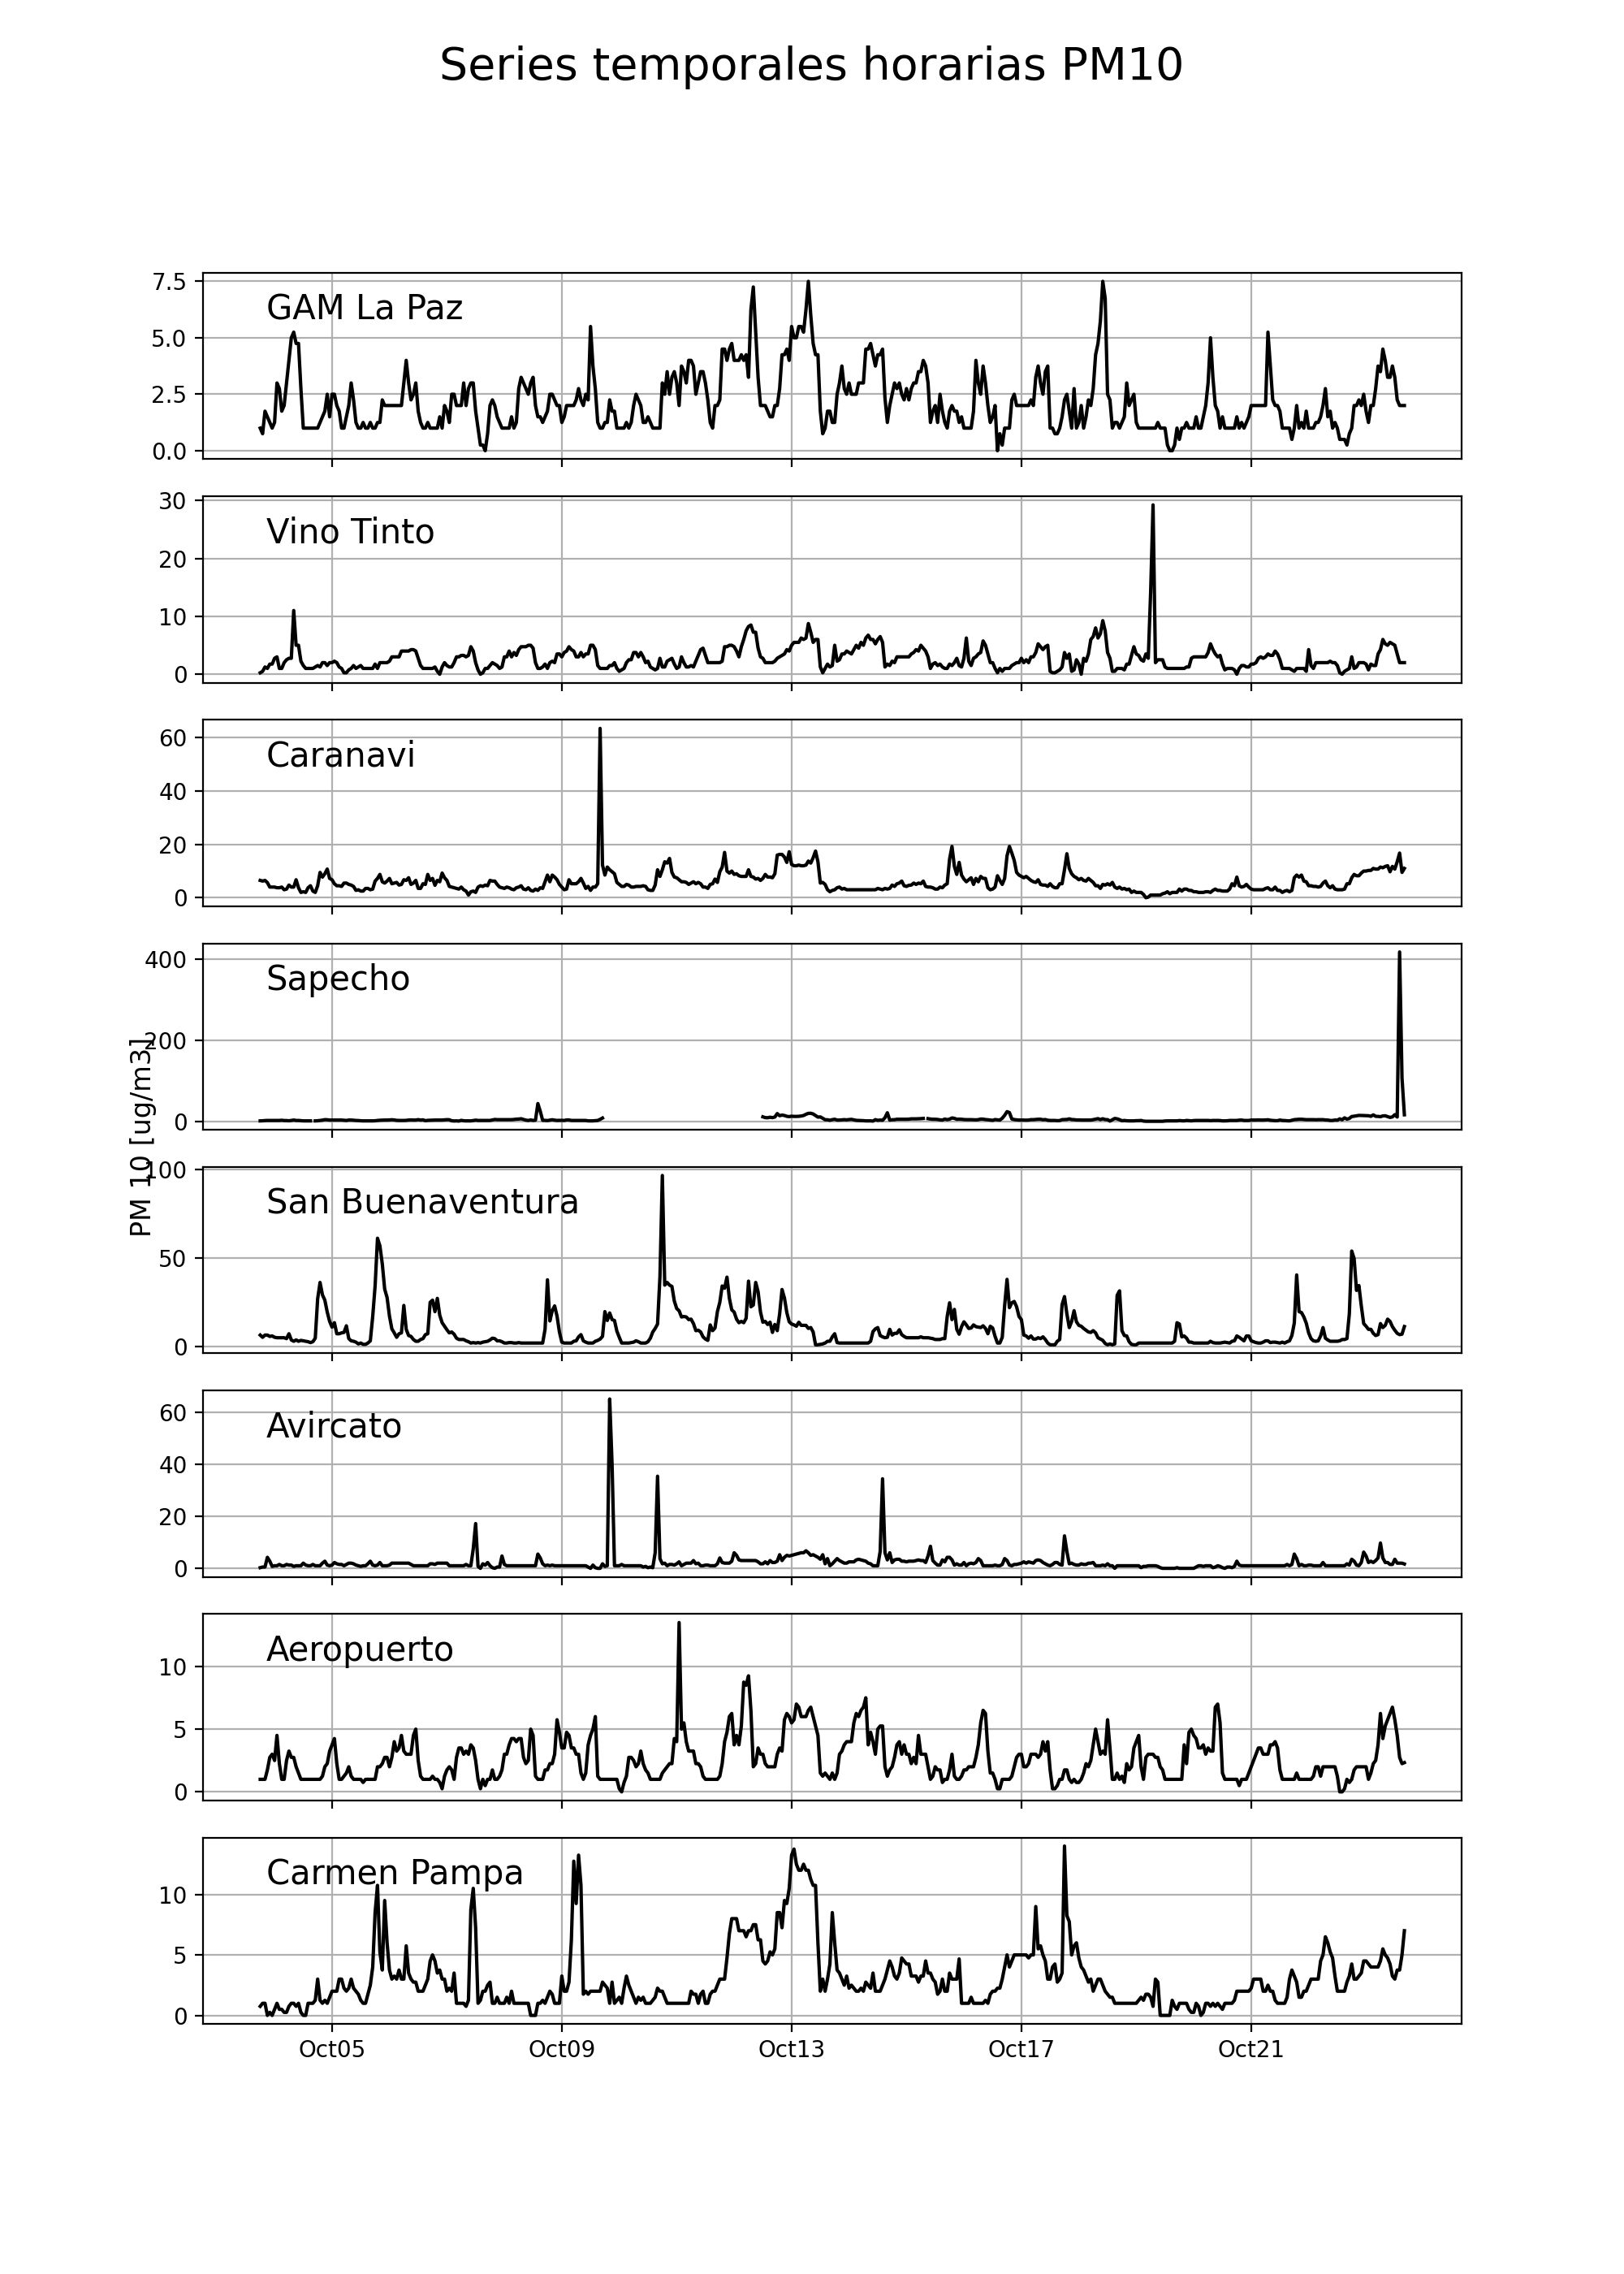 Series temporales horarias PM10
GAM La Paz
7.5
5.0
2.5
0.0
Vino Tinto
30
20
10
0
Caranavi
60
40
20
0
Sapecho
400
200
0
PM 10 [ug/m3]
San Buenaventura
100
50
0
Avircato
60
40
20
0
Aeropuerto
10
5
0
Carmen Pampa
10
5
0
Oct05 Oct09 Oct13 Oct17 Oct21